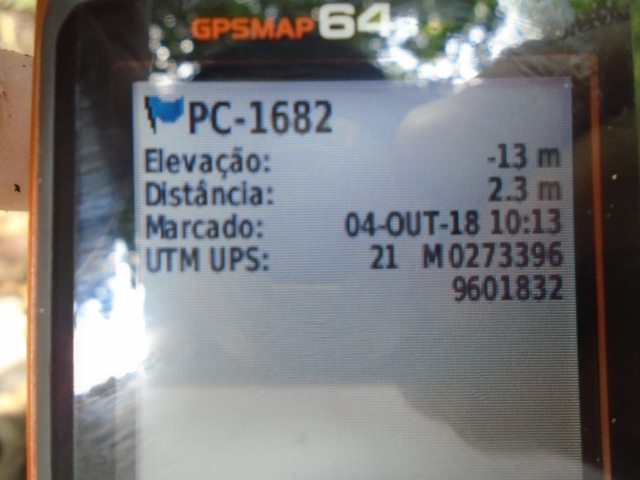 GPSMAP 64
PC-1682
Elevação: -13 m
Distância: 2.3 m
Marcado: 04-OUT-18 10:13
UTM UPS: 21 M 0273396
9601832